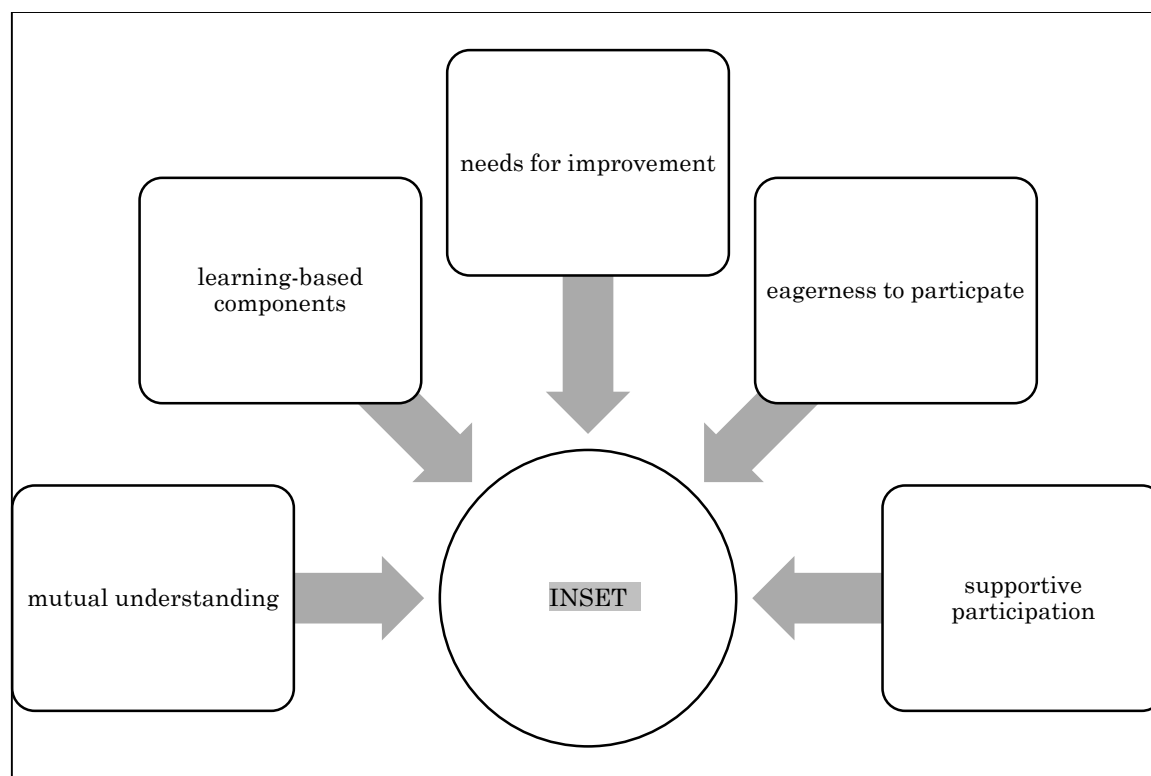 needs for improvement
learning-based
components
eagerness to particpate
mutual understanding
INSET
supportive
participation